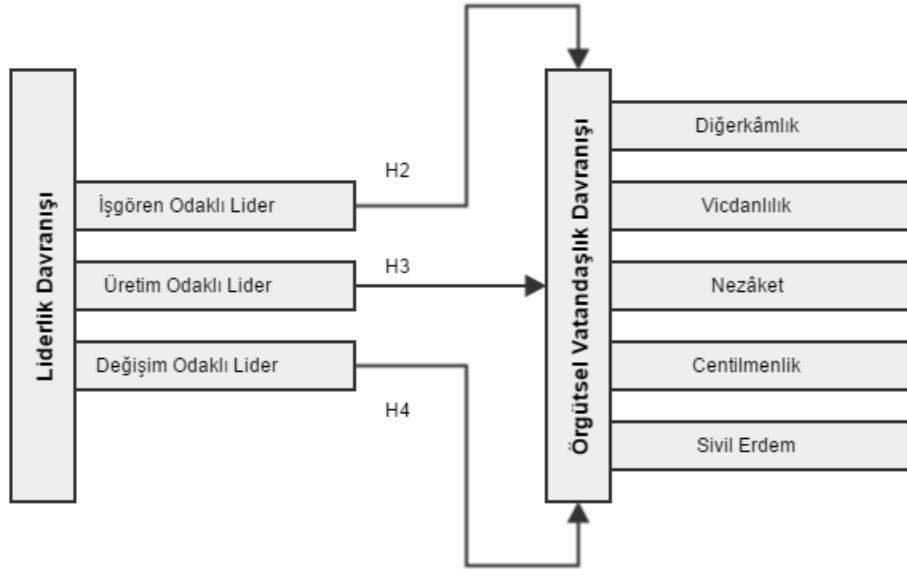 Liderlik Davranışı
İşgören Odaklı Lider
Üretim Odaklı Lider
Değişim Odaklı Lider
H2
H3
H4
Örgütsel Vatandaşlık Davranışı
Diğerkâmlık
Vicdanlılık
Nezâket
Centilmenlik
Sivil Erdem